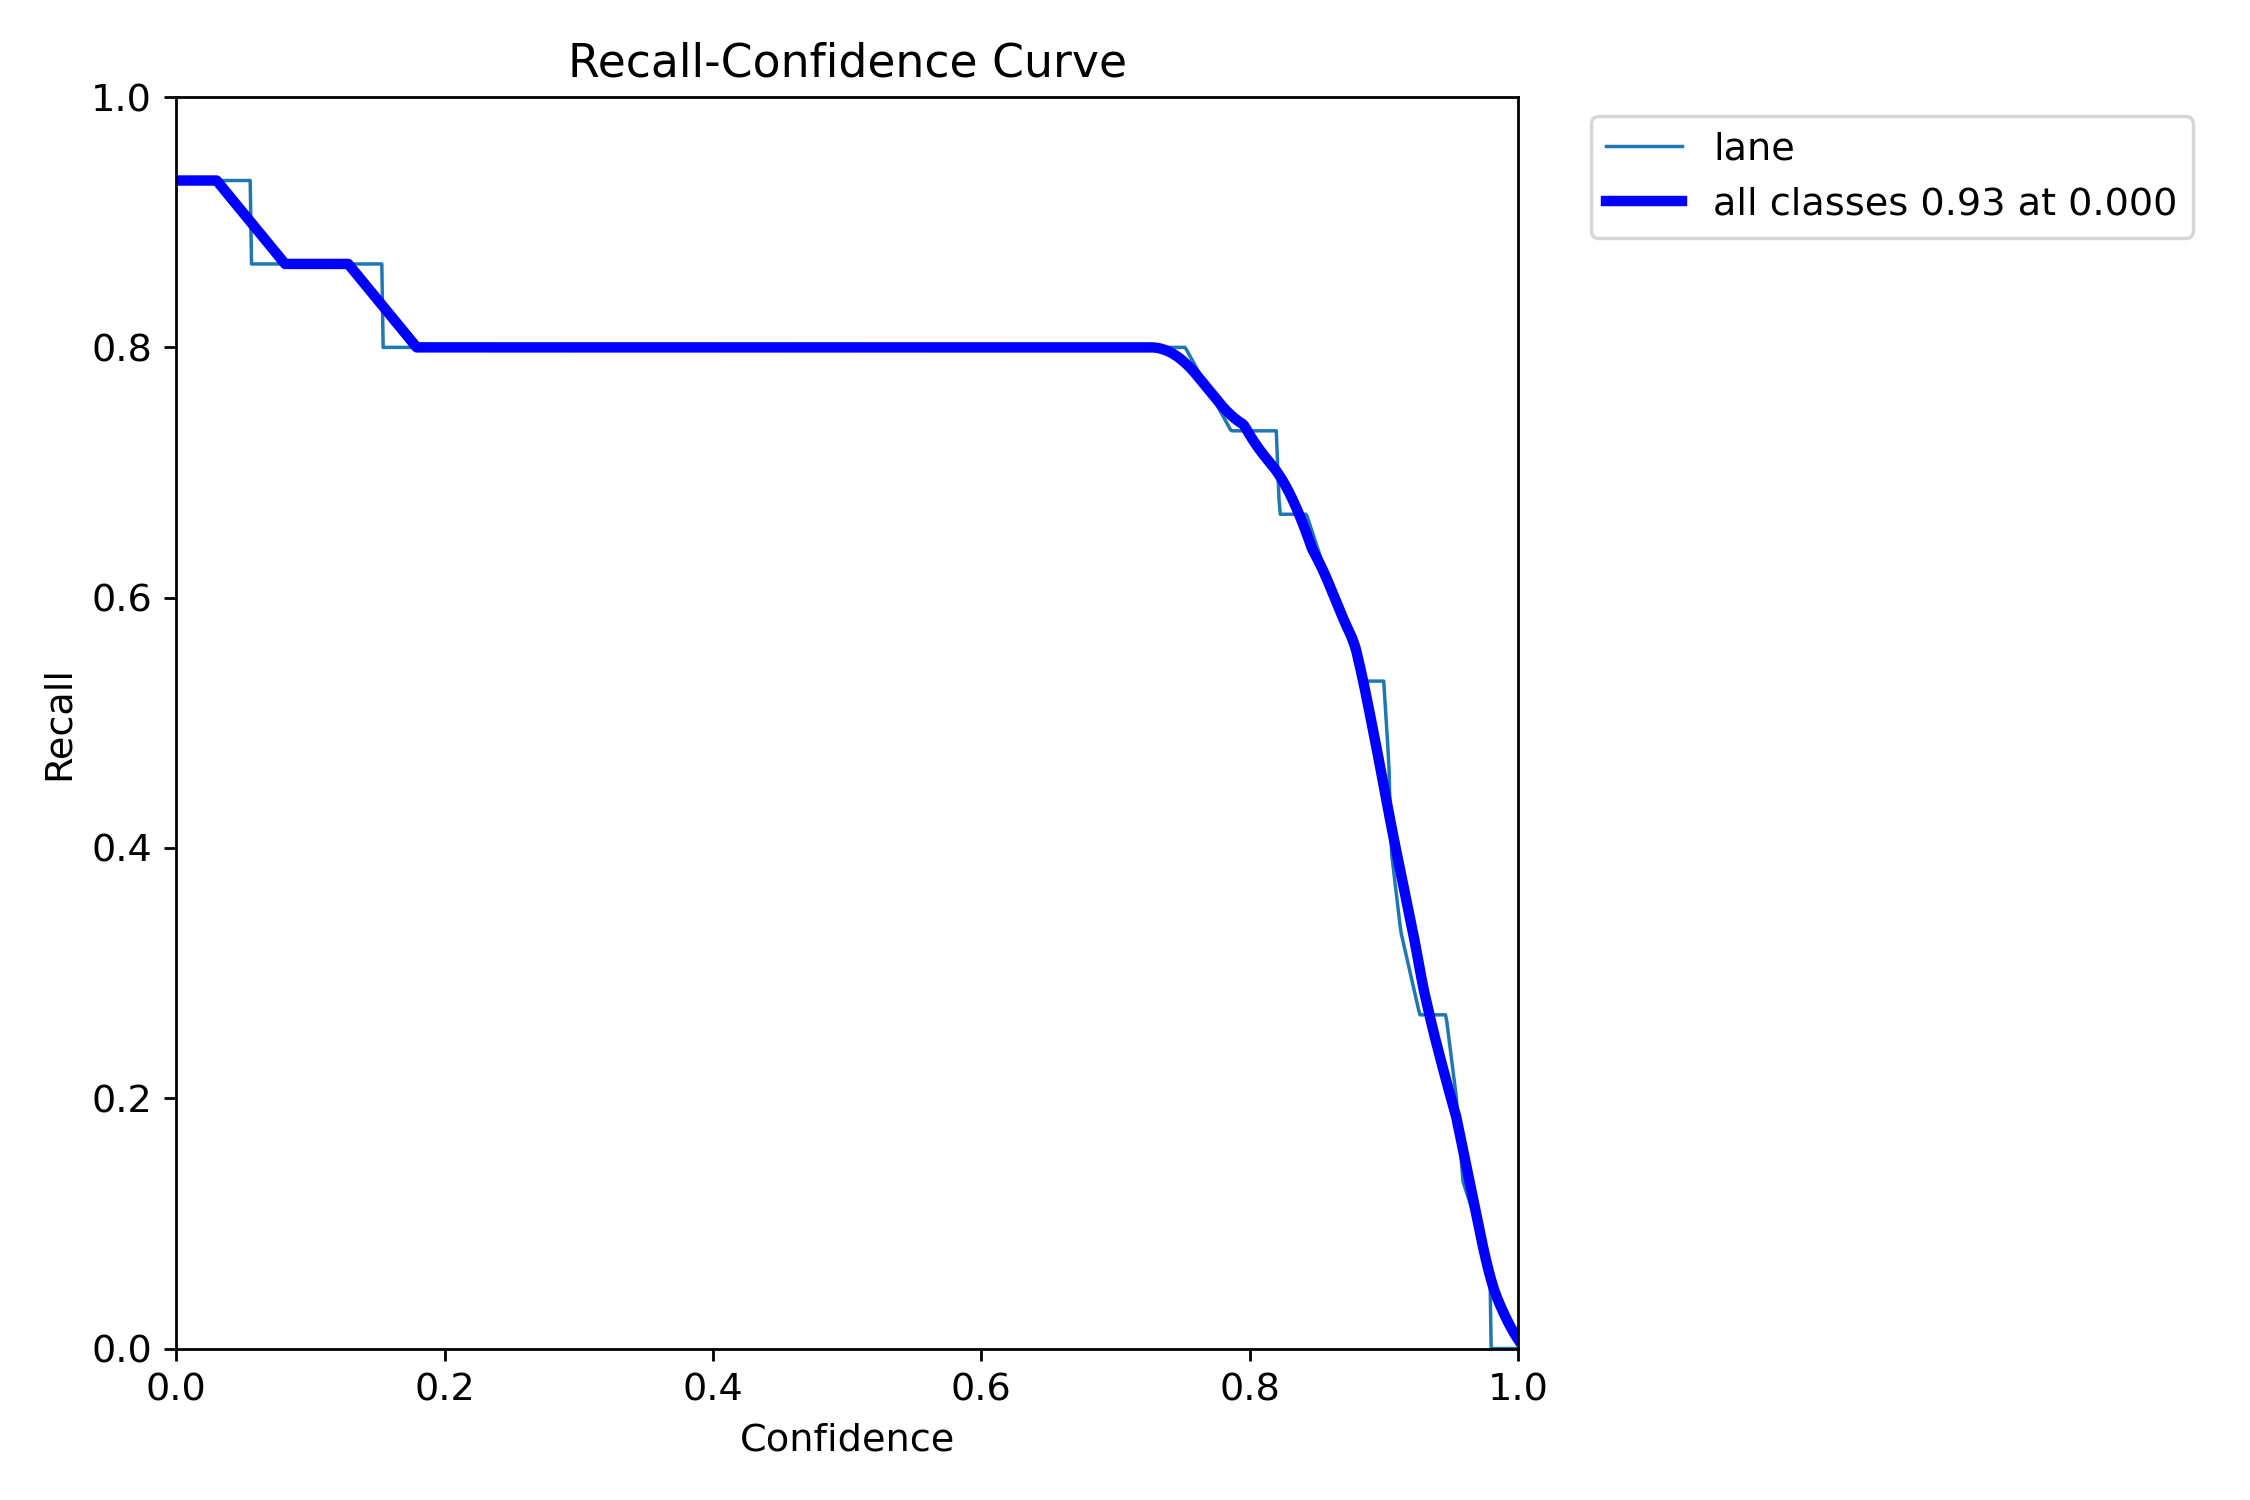 Recall-Confidence Curve
1.0
0.8
0.6
0.4
0.2
0.0
Recall
0.0 0.2 0.4 0.6 0.8 1.0
Confidence
lane
all classes 0.93 at 0.000